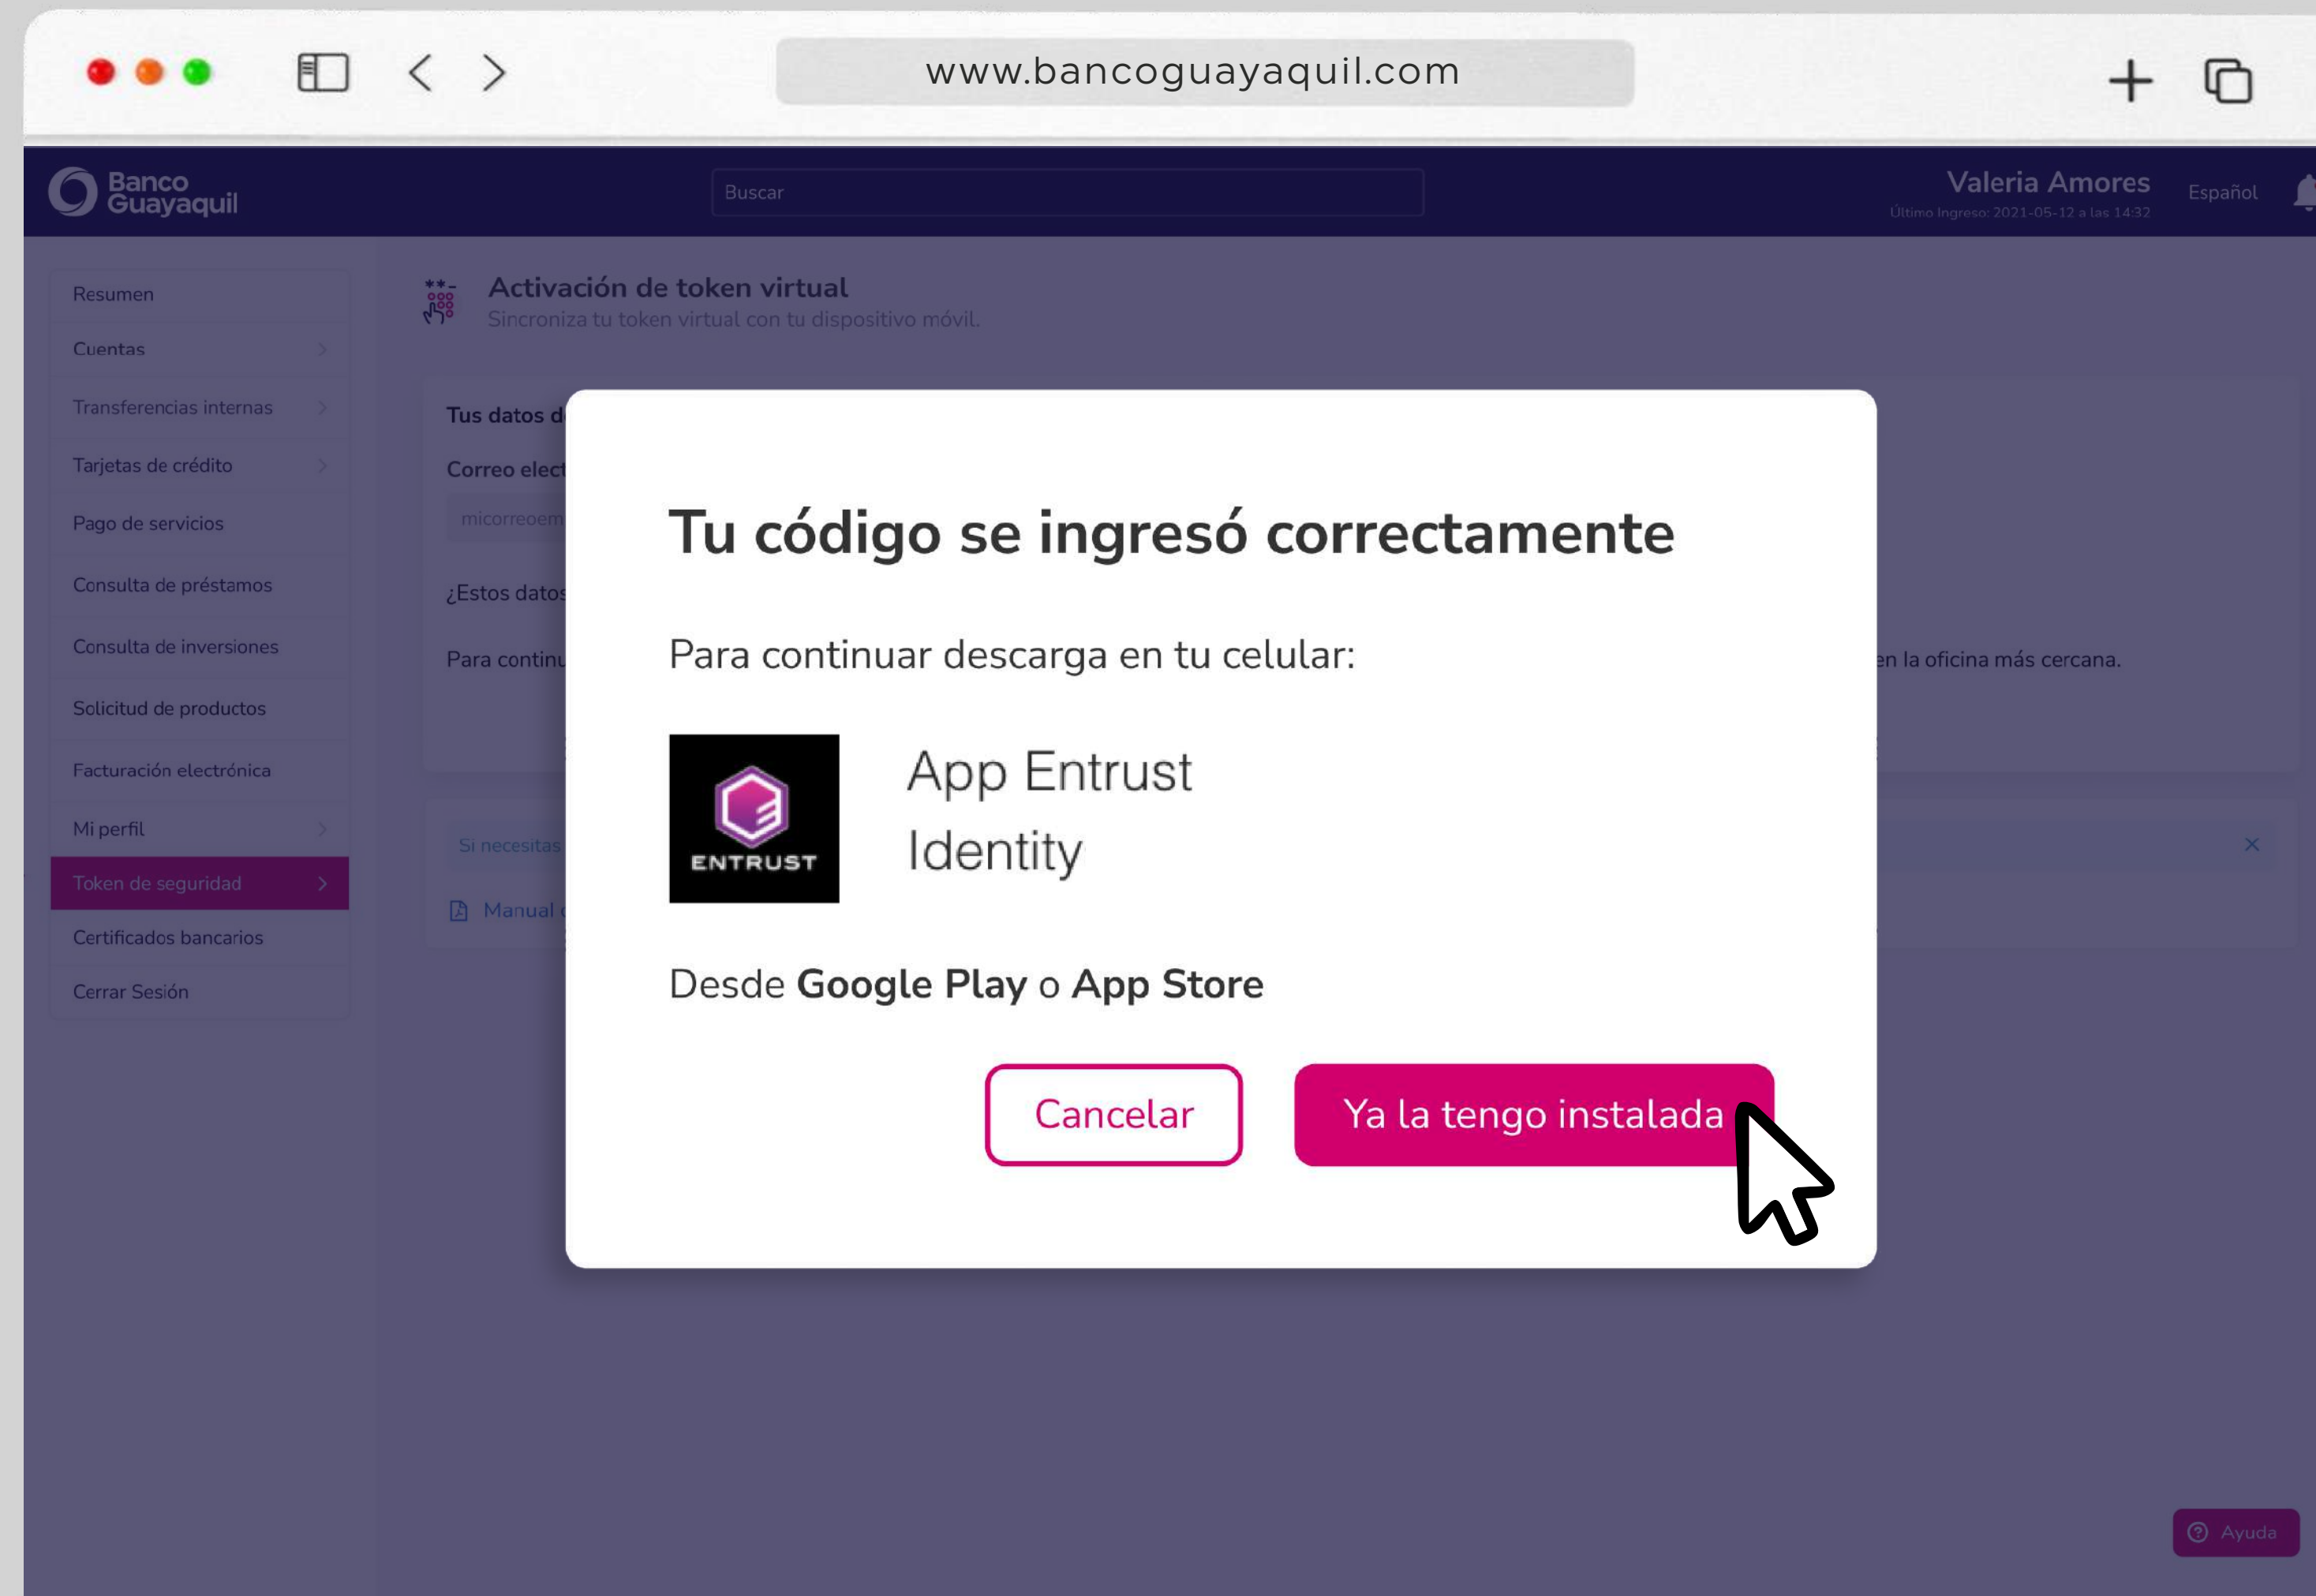 www.bancoguayaquil.com
Banco
Guayaquil
Buscar
Valeria Amores
Último Ingreso: 2021-05-12 a las 14:32
Español
Resumen
Cuentas
Transferencias internas
Tarjetas de crédito
Pago de servicios
Consulta de préstamos
Consulta de inversiones
Solicitud de productos
Facturación electrónica
Mi perfil
Token de seguridad
Certificados bancarios
Cerrar Sesión
Activación de token virtual
Sincroniza tu token virtual con tu dispositivo móvil.
Tus datos d
Correo elect
micorreoem
¿Estos datos
Para continu
en la oficina más cercana.
Si necesitas
Manual
Tu código se ingresó correctamente
Para continuar descarga en tu celular:
ENTRUST
App Entrust
Identity
Desde Google Play o App Store
Cancelar
Ya la tengo instalada
Ayuda